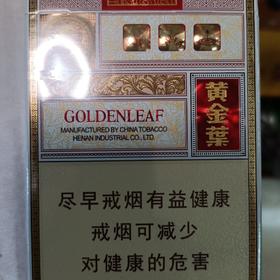 GOLDENLEAF
MANUFACTURED BY CHINA TOBACCO
HENAN INDUSTRIAL CO., LTD.
黄金葉
尽早戒烟有益健康
戒烟可减少
对健康的危害